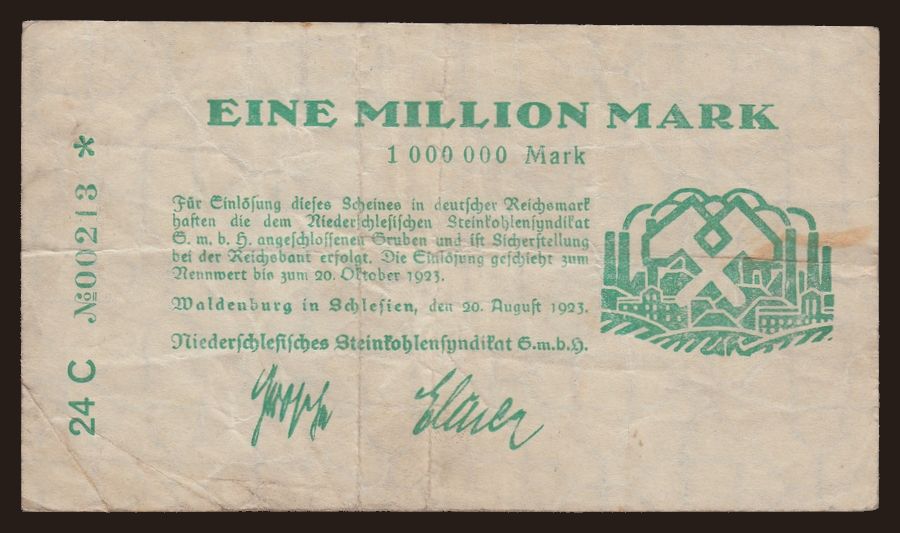 EINE MILLION MARK
1 000 000 Mark
Für Einlösung dieses Scheines in deutscher Reichsmark
haften die dem Niederschlesischen Steinkohlensyndikat
G. m. b. H. angeschlossenen Gruben und ist Sicherstellung
bei der Reichsbank erfolgt. Die Einlösung geschieht zum
Nennwert bis zum 20. Oktober 1923.
Waldenburg in Schlesien, den 20. August 1923.
Niederschlesisches Steinkohlensyndikat G.m.b.H.
24 C №00213 *